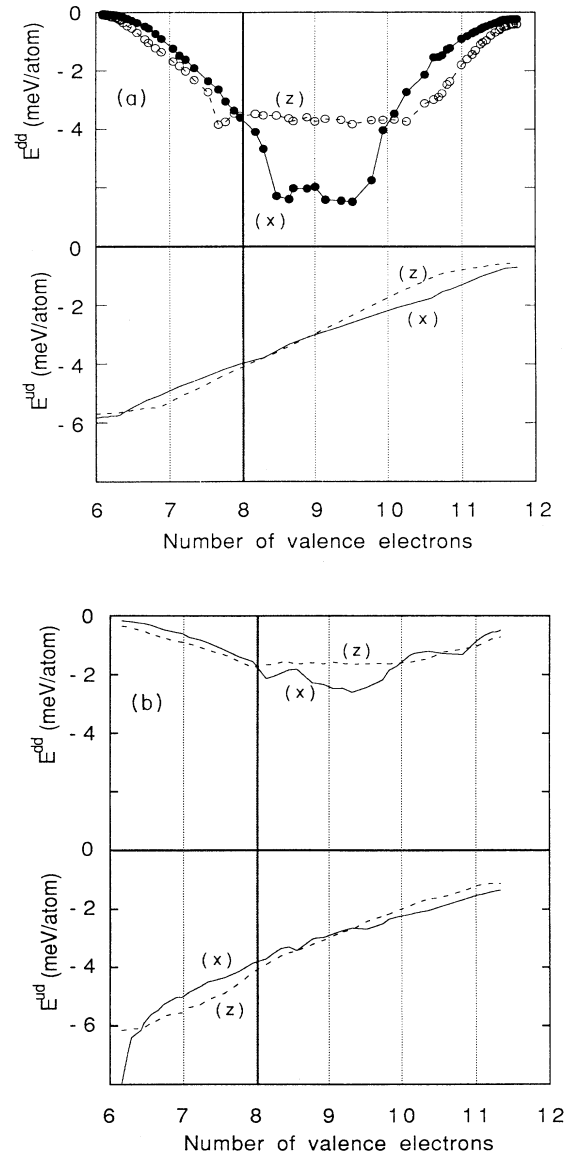 0
- 2
- 4
E^dd (meV/atom)
(a)
(z)
(x)
0
- 2
- 4
- 6
E^ud (meV/atom)
(z)
(x)
6 7 8 9 10 11 12
Number of valence electrons
0
- 2
- 4
E^dd (meV/atom)
(b)
(z)
(x)
0
- 2
- 4
- 6
E^ud (meV/atom)
(x)
(z)
6 7 8 9 10 11 12
Number of valence electrons